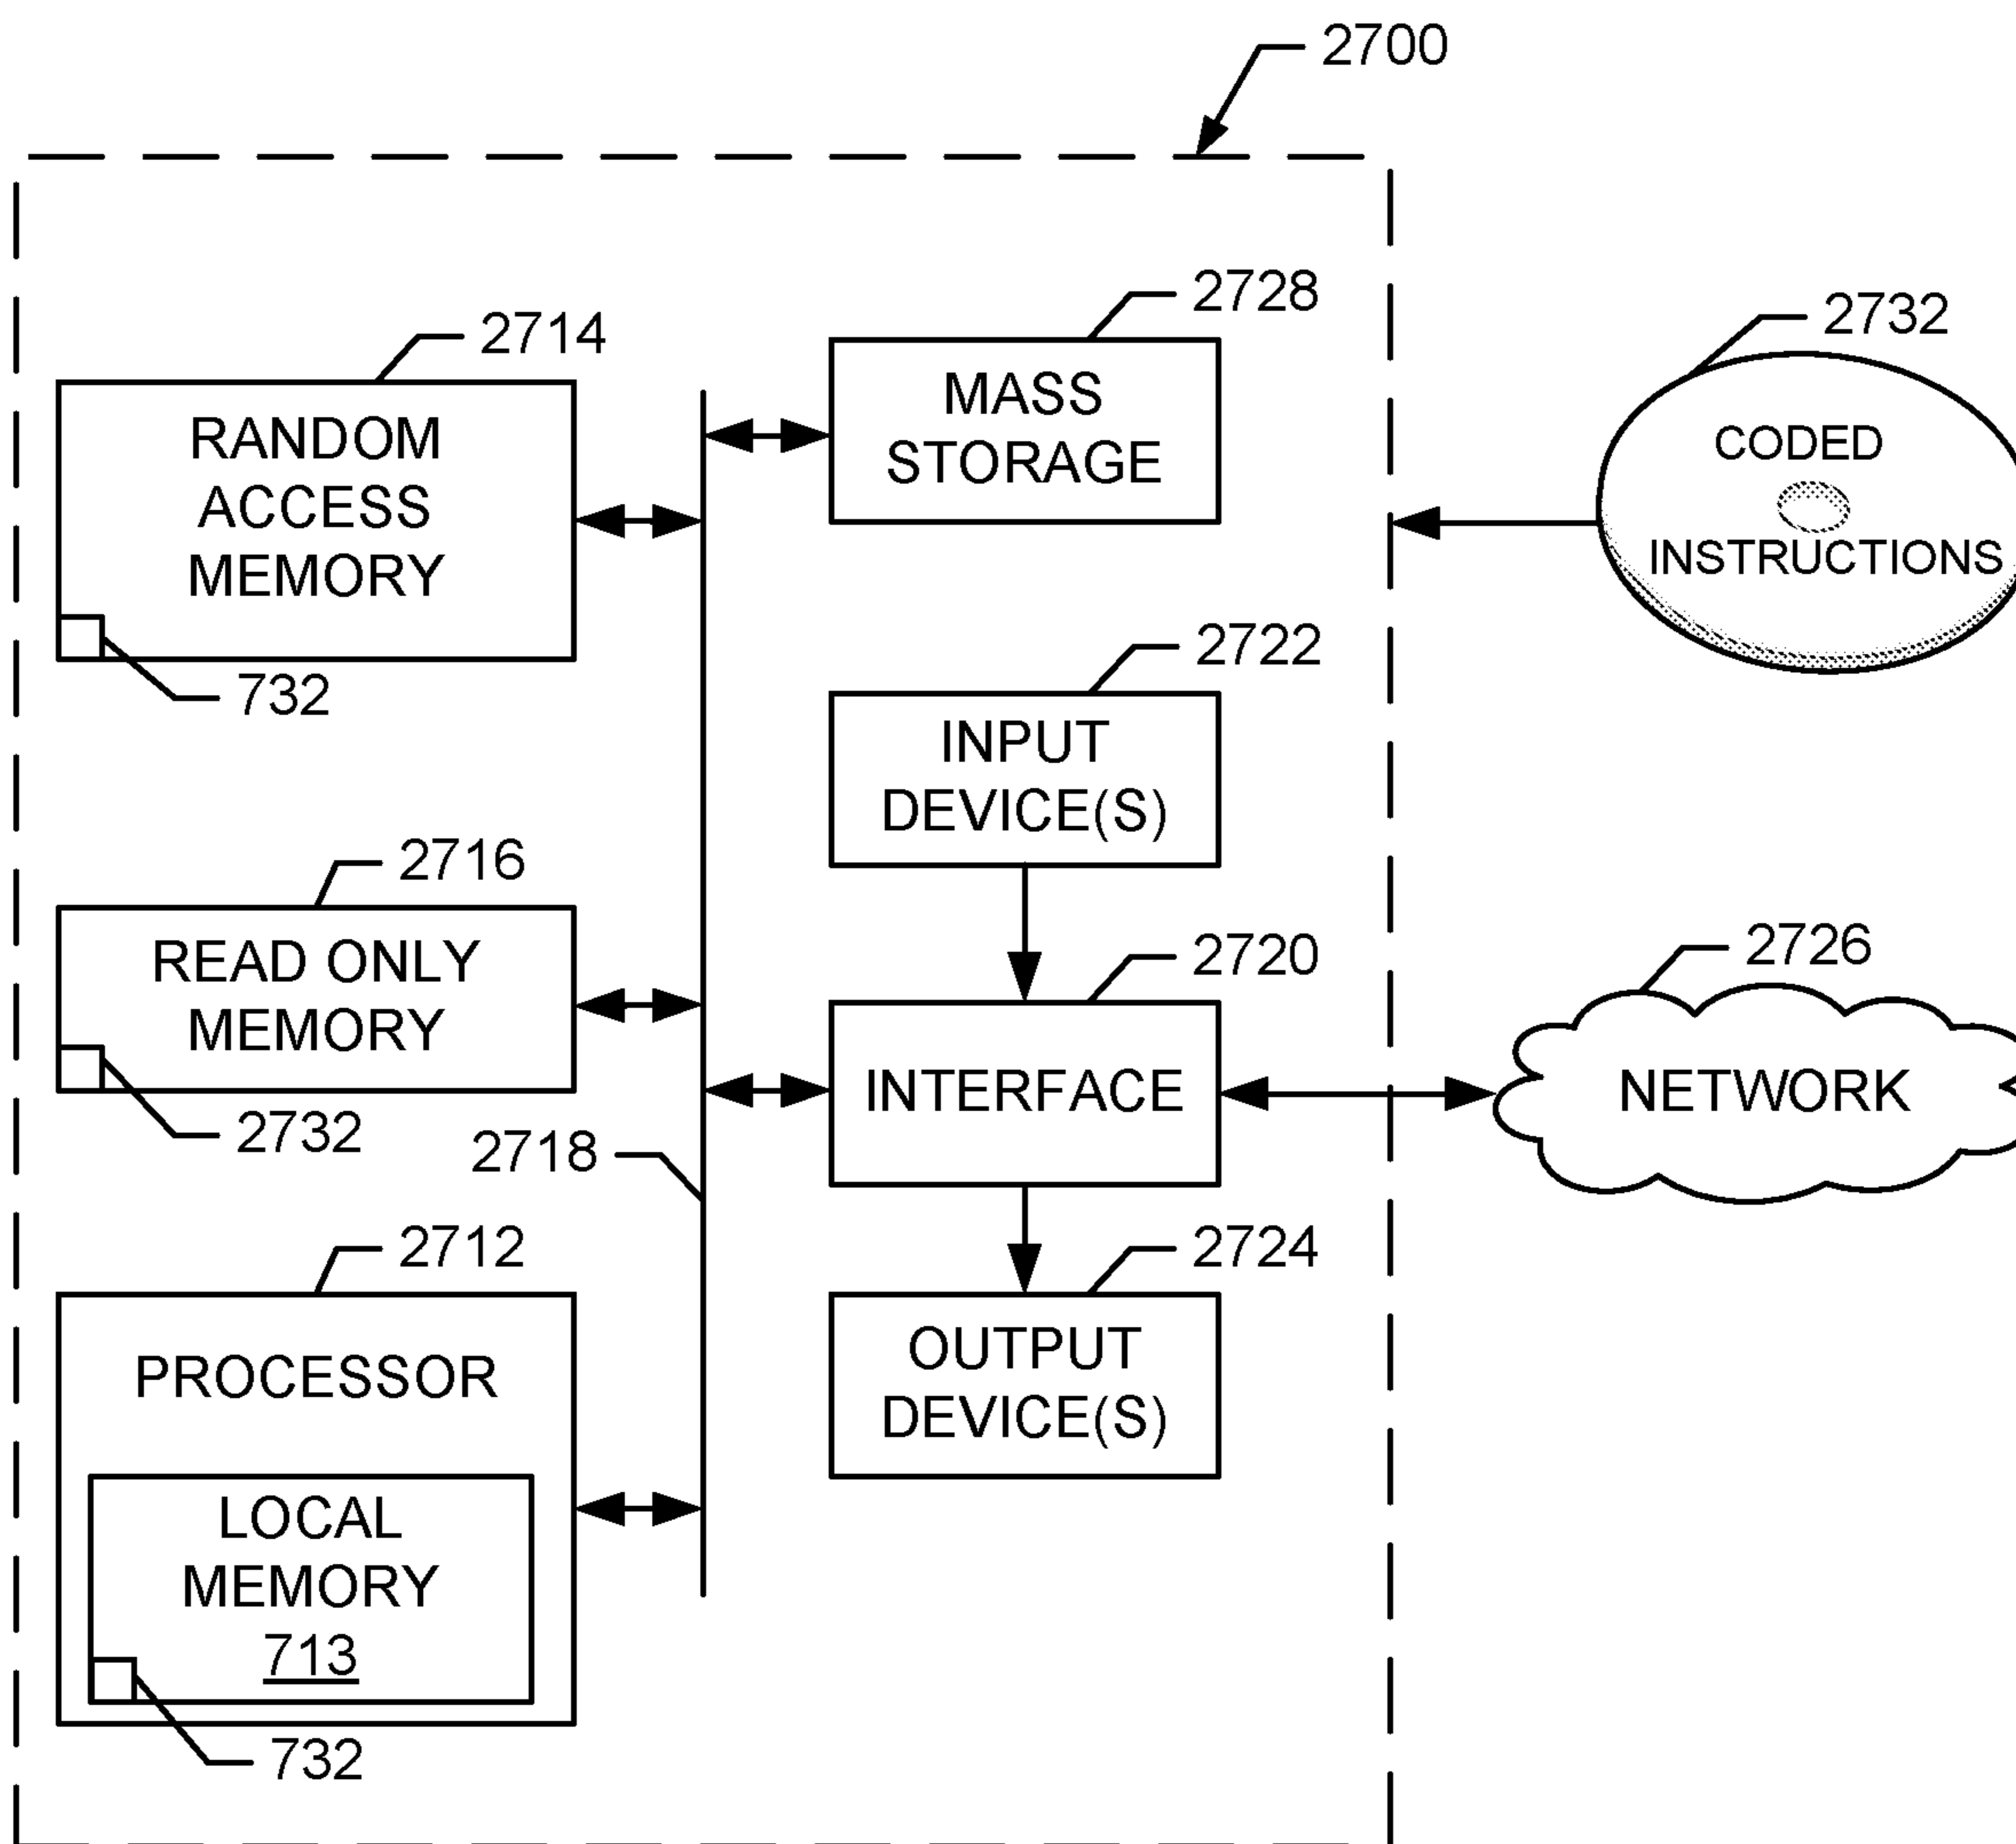 2700
2728
2714
2732
MASS
STORAGE
RANDOM
ACCESS
MEMORY
CODED
INSTRUCTIONS
732
2722
INPUT
DEVICE(S)
2716
READ ONLY
MEMORY
2720
2726
INTERFACE
NETWORK
2732
2718
2712
2724
PROCESSOR
OUTPUT
DEVICE(S)
LOCAL
MEMORY
713
732